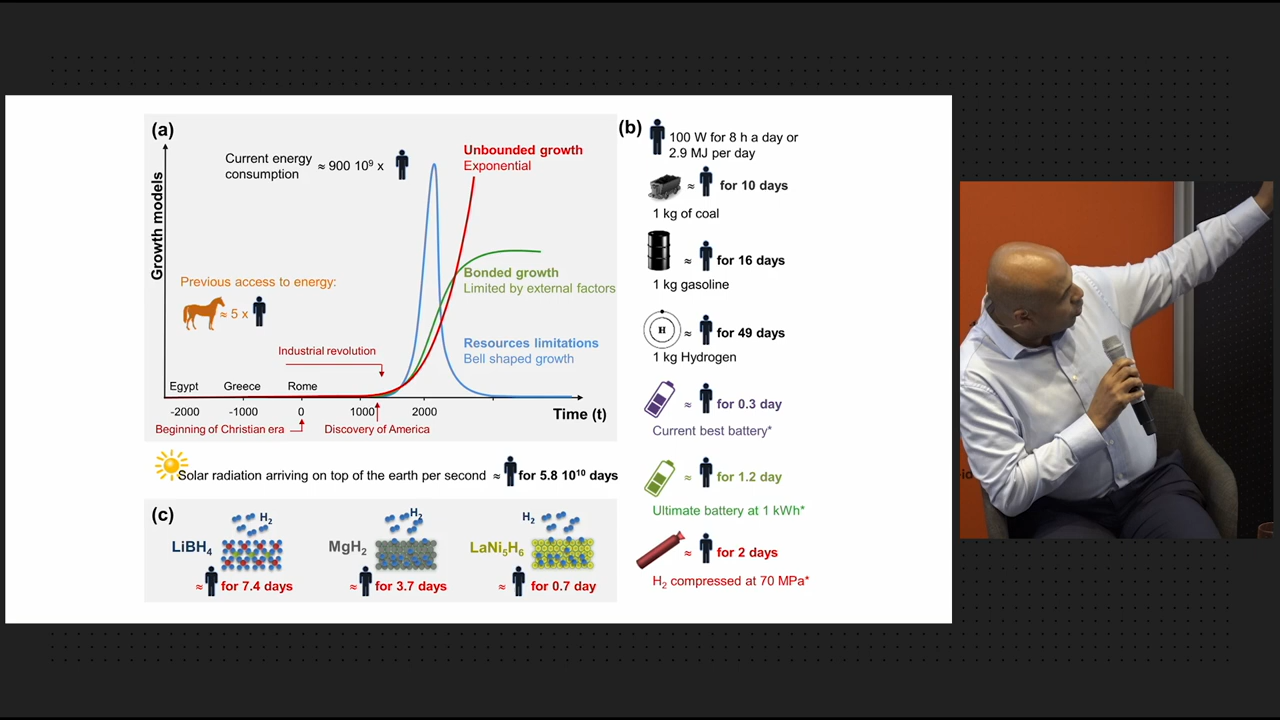 (a)
Growth models
Current energy
consumption
≈ 900 10⁹ x
Unbounded growth
Exponential
Bonded growth
Limited by external factors
Previous access to energy:
≈ 5 x
Resources limitations
Bell shaped growth
Industrial revolution
Egypt
Greece
Rome
-2000
-1000
0
1000
2000
Time (t)
Beginning of Christian era
Discovery of America
Solar radiation arriving on top of the earth per second ≈ for 5.8 10¹⁰ days
(c)
H₂
LiBH₄
≈ for 7.4 days
H₂
MgH₂
≈ for 3.7 days
H₂
LaNi₅H₆
≈ for 0.7 day
(b)
100 W for 8 h a day or
2.9 MJ per day
≈ for 10 days
1 kg of coal
≈ for 16 days
1 kg gasoline
H
≈ for 49 days
1 kg Hydrogen
≈ for 0.3 day
Current best battery*
≈ for 1.2 day
Ultimate battery at 1 kWh*
≈ for 2 days
H₂ compressed at 70 MPa*